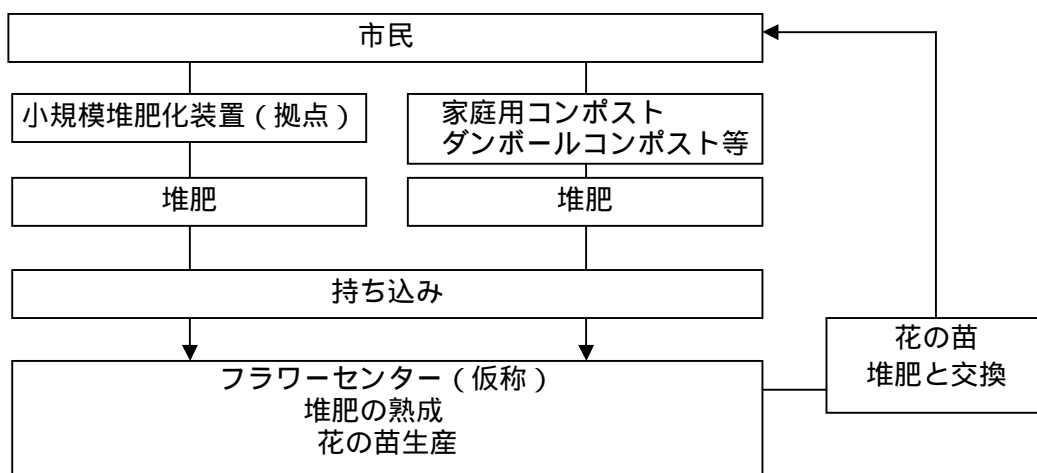 市民
小規模堆肥化装置（拠点）
家庭用コンポスト
ダンボールコンポスト等
堆肥
堆肥
持ち込み
花の苗
堆肥と交換
フラワーセンター（仮称）
堆肥の熟成
花の苗生産